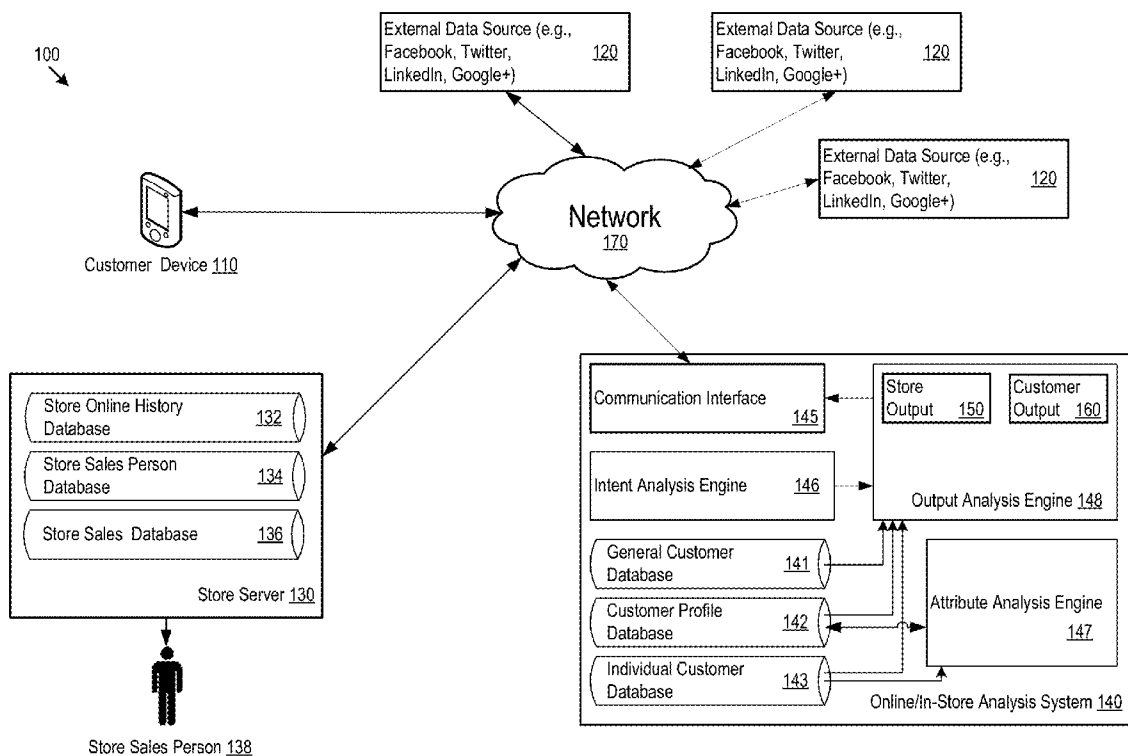 100
External Data Source (e.g.,
Facebook, Twitter,
LinkedIn, Google+)
120
External Data Source (e.g.,
Facebook, Twitter,
LinkedIn, Google+)
120
External Data Source (e.g.,
Facebook, Twitter,
LinkedIn, Google+)
120
Network
170
Customer Device 110
Store Online History
Database
132
Store Sales Person
Database
134
Store Sales Database
136
Store Server 130
Store Sales Person 138
Communication Interface
145
Store
Output
150
Customer
Output
160
Intent Analysis Engine
146
Output Analysis Engine 148
General Customer
Database
141
Customer Profile
Database
142
Individual Customer
Database
143
Attribute Analysis Engine
147
Online/In-Store Analysis System 140